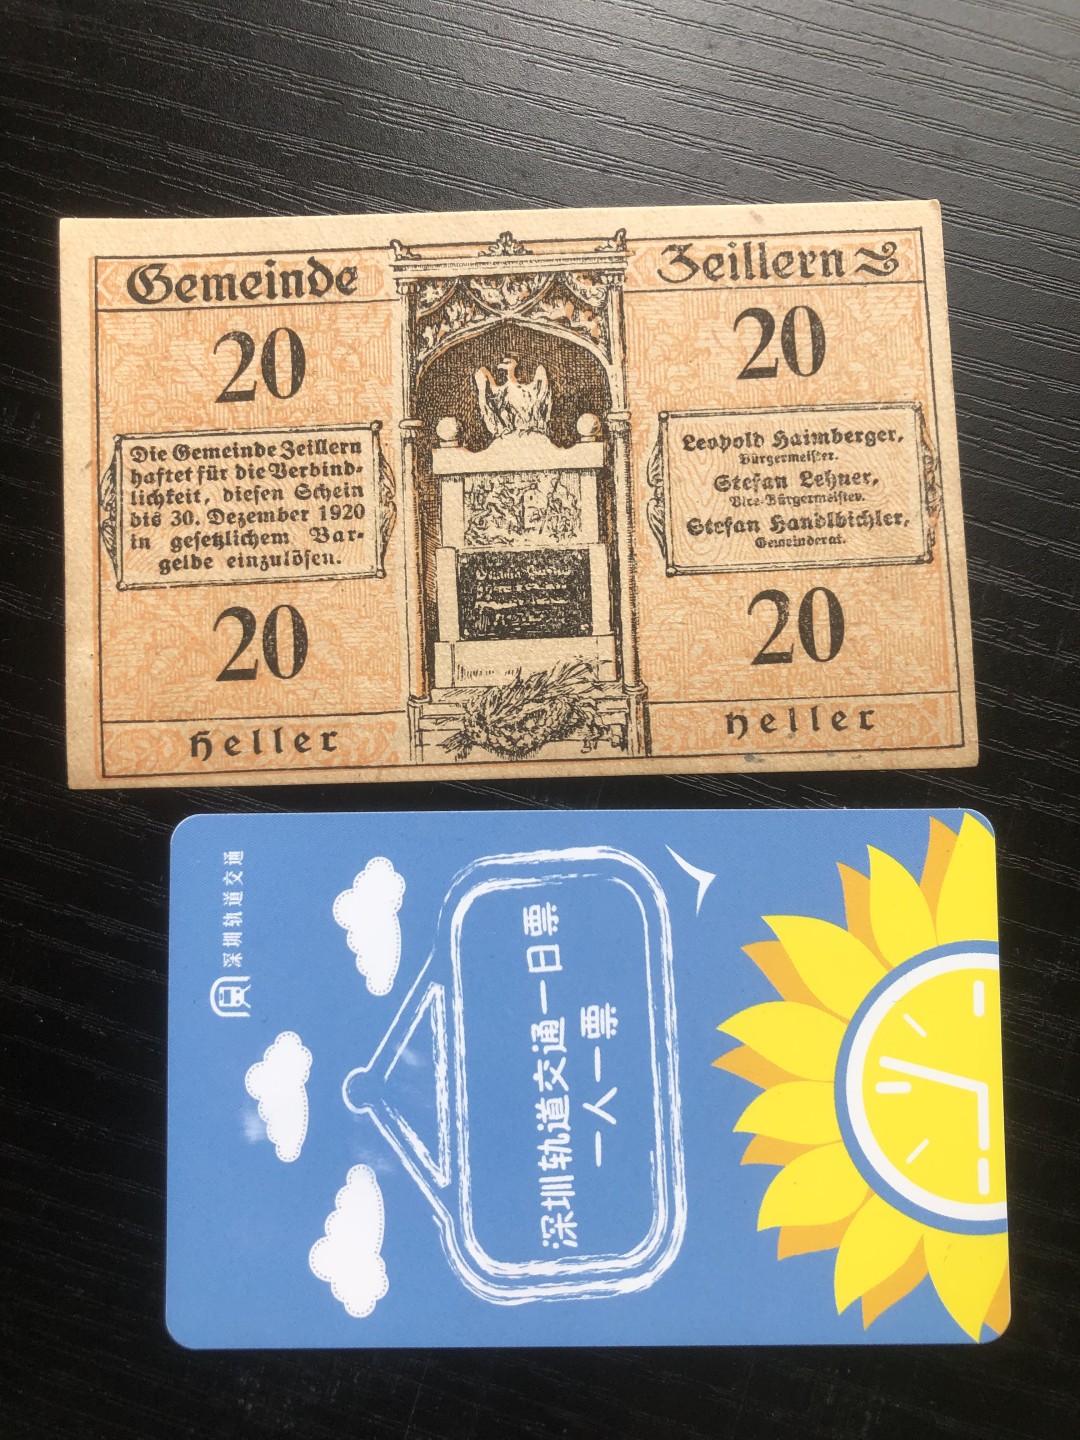 Gemeinde
Zeillern
20
20
Die Gemeinde Zeillern
haftet für die Verbind-
lichkeit, diesen Schein
bis 30. Dezember 1920
in gesetzlichem Bar-
gelde einzulösen.
Leopold Haimberger,
Bürgermeister.
Stefan Lehner,
Vice-Bürgermeister.
Stefan Handlbichler,
Gemeinderat.
20
20
Heller
Heller
深圳轨道交通
深圳轨道交通一日票
一人一票